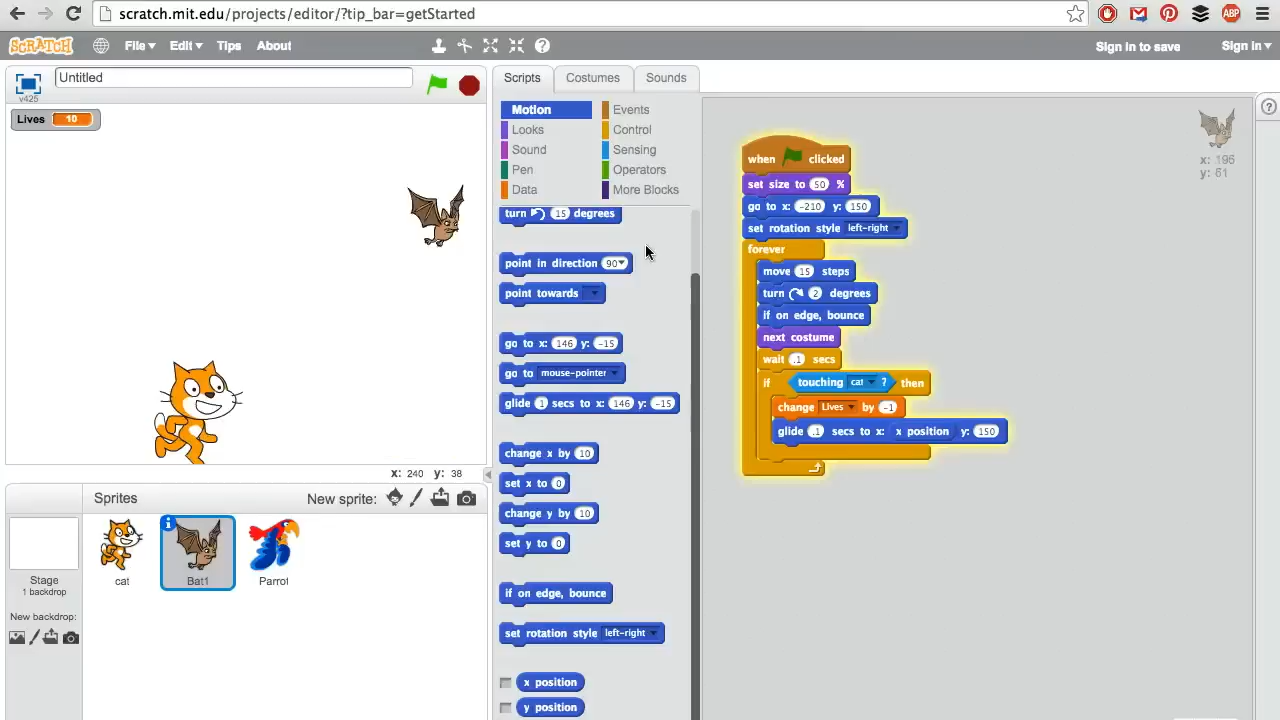 scratch.mit.edu/projects/editor/?tip_bar=getStarted
ABP
SCRATCH File Edit Tips About Sign in to save Sign in
v425
Untitled
Lives 10
x: 240 y: 38
Sprites New sprite:
Stage
1 backdrop
New backdrop:
cat
Bat1
Parrot
Scripts Costumes Sounds
Motion Events
Looks Control
Sound Sensing
Pen Operators
Data More Blocks
turn 15 degrees
point in direction 90
point towards
go to x: 146 y: -15
go to mouse-pointer
glide 1 secs to x: 146 y: -15
change x by 10
set x to 0
change y by 10
set y to 0
if on edge, bounce
set rotation style left-right
x position
y position
when clicked
set size to 50 %
go to x: -210 y: 150
set rotation style left-right
forever
move 15 steps
turn 2 degrees
if on edge, bounce
next costume
wait .1 secs
if touching cat ? then
change Lives by -1
glide .1 secs to x: x position y: 150
x: 196
y: 61